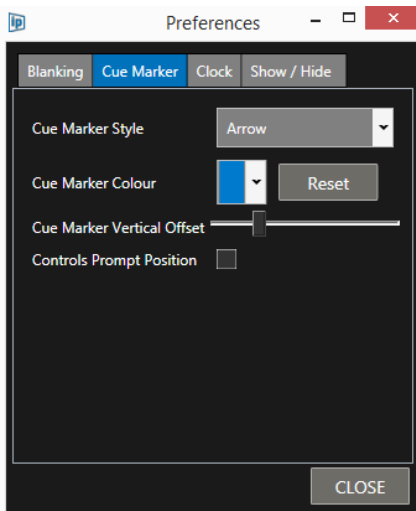 ip Preferences
Blanking Cue Marker Clock Show / Hide
Cue Marker Style Arrow
Cue Marker Colour Reset
Cue Marker Vertical Offset
Controls Prompt Position
CLOSE